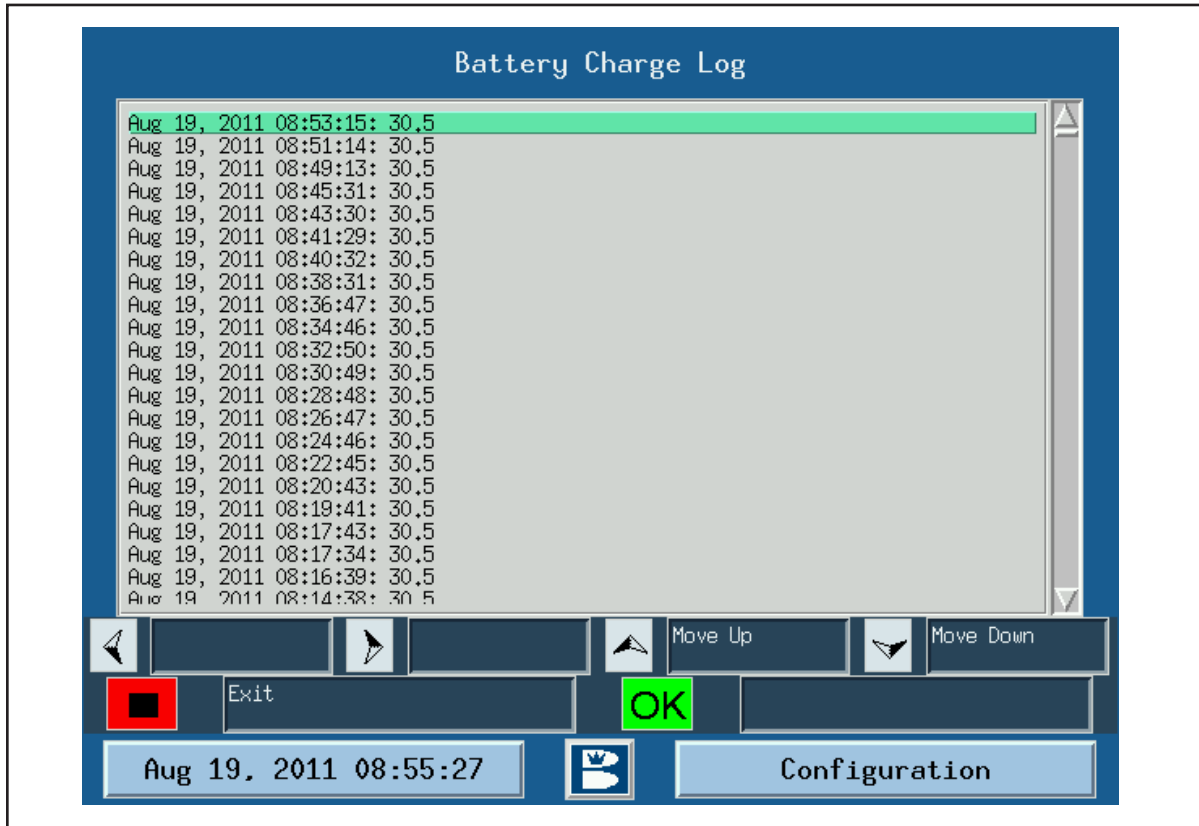 Battery Charge Log
Aug 19, 2011 08:53:15: 30.5
Aug 19, 2011 08:51:14: 30.5
Aug 19, 2011 08:49:13: 30.5
Aug 19, 2011 08:45:31: 30.5
Aug 19, 2011 08:43:30: 30.5
Aug 19, 2011 08:41:29: 30.5
Aug 19, 2011 08:40:32: 30.5
Aug 19, 2011 08:38:31: 30.5
Aug 19, 2011 08:36:47: 30.5
Aug 19, 2011 08:34:46: 30.5
Aug 19, 2011 08:32:50: 30.5
Aug 19, 2011 08:30:49: 30.5
Aug 19, 2011 08:28:48: 30.5
Aug 19, 2011 08:26:47: 30.5
Aug 19, 2011 08:24:46: 30.5
Aug 19, 2011 08:22:45: 30.5
Aug 19, 2011 08:20:43: 30.5
Aug 19, 2011 08:19:41: 30.5
Aug 19, 2011 08:17:43: 30.5
Aug 19, 2011 08:17:34: 30.5
Aug 19, 2011 08:16:39: 30.5
Aug 19, 2011 08:14:38: 30.5
Move Up
Move Down
Exit
OK
Aug 19, 2011 08:55:27
Configuration